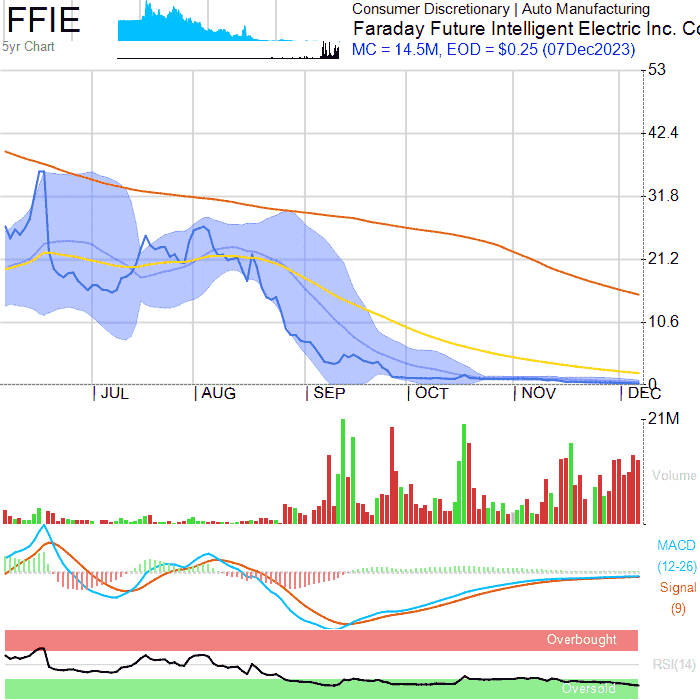 FFIE
5yr Chart
Consumer Discretionary | Auto Manufacturing
Faraday Future Intelligent Electric Inc. Co
MC = 14.5M, EOD = $0.25 (07Dec2023)
53
42.4
31.8
21.2
10.6
0
JUL AUG SEP OCT NOV DEC
21M
Volume
MACD
(12-26)
Signal
(9)
Overbought
RSI(14)
Oversold